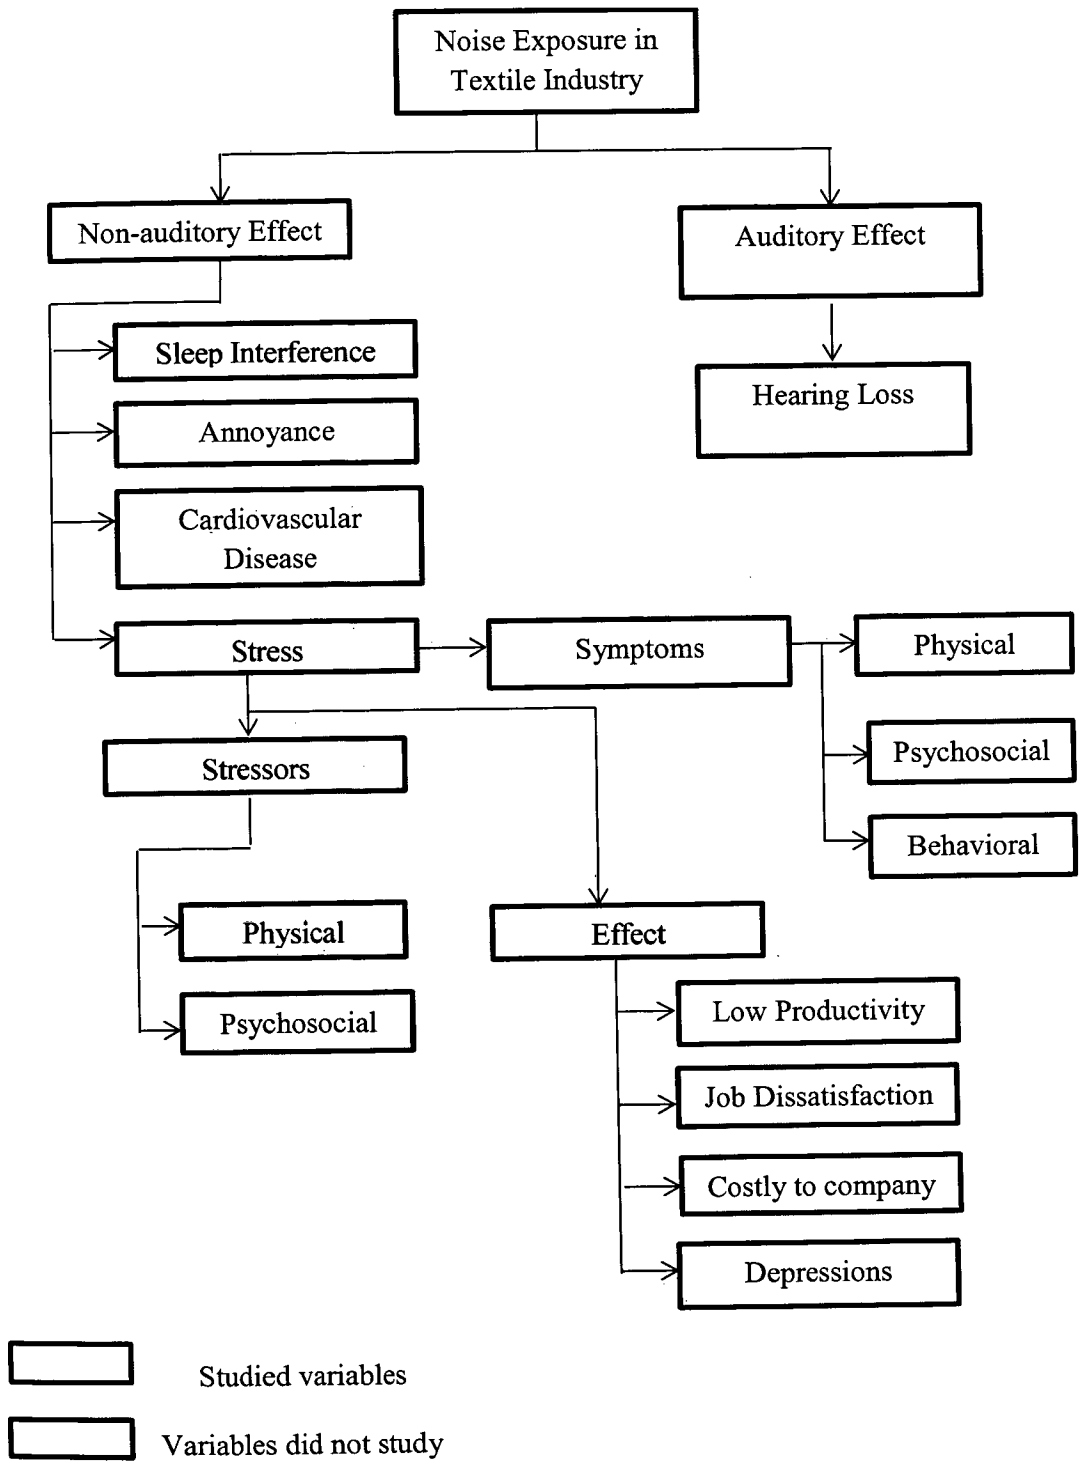 Noise Exposure in
Textile Industry
Non-auditory Effect
Auditory Effect
Sleep Interference
Hearing Loss
Annoyance
Cardiovascular
Disease
Stress
Symptoms
Physical
Psychosocial
Behavioral
Stressors
Physical
Psychosocial
Effect
Low Productivity
Job Dissatisfaction
Costly to company
Depressions
Studied variables
Variables did not study